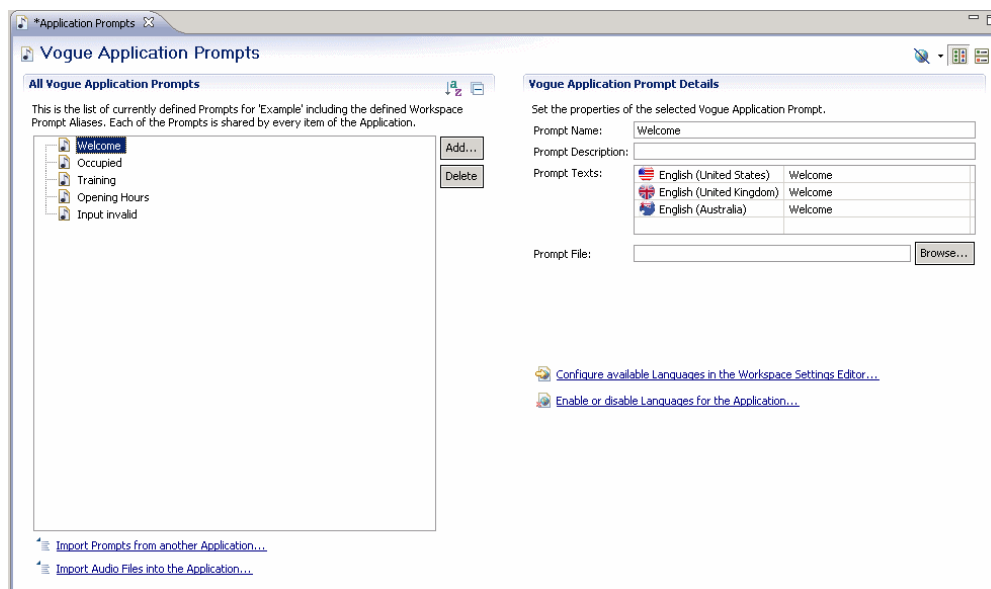 *Application Prompts
Vogue Application Prompts
All Vogue Application Prompts
This is the list of currently defined Prompts for 'Example' including the defined Workspace
Prompt Aliases. Each of the Prompts is shared by every item of the Application.
Welcome
Occupied
Training
Opening Hours
Input invalid
Add...
Delete
Import Prompts from another Application...
Import Audio Files into the Application...
Vogue Application Prompt Details
Set the properties of the selected Vogue Application Prompt.
Prompt Name: Welcome
Prompt Description:
Prompt Texts: English (United States) Welcome
English (United Kingdom) Welcome
English (Australia) Welcome
Prompt File: Browse...
Configure available Languages in the Workspace Settings Editor...
Enable or disable Languages for the Application...